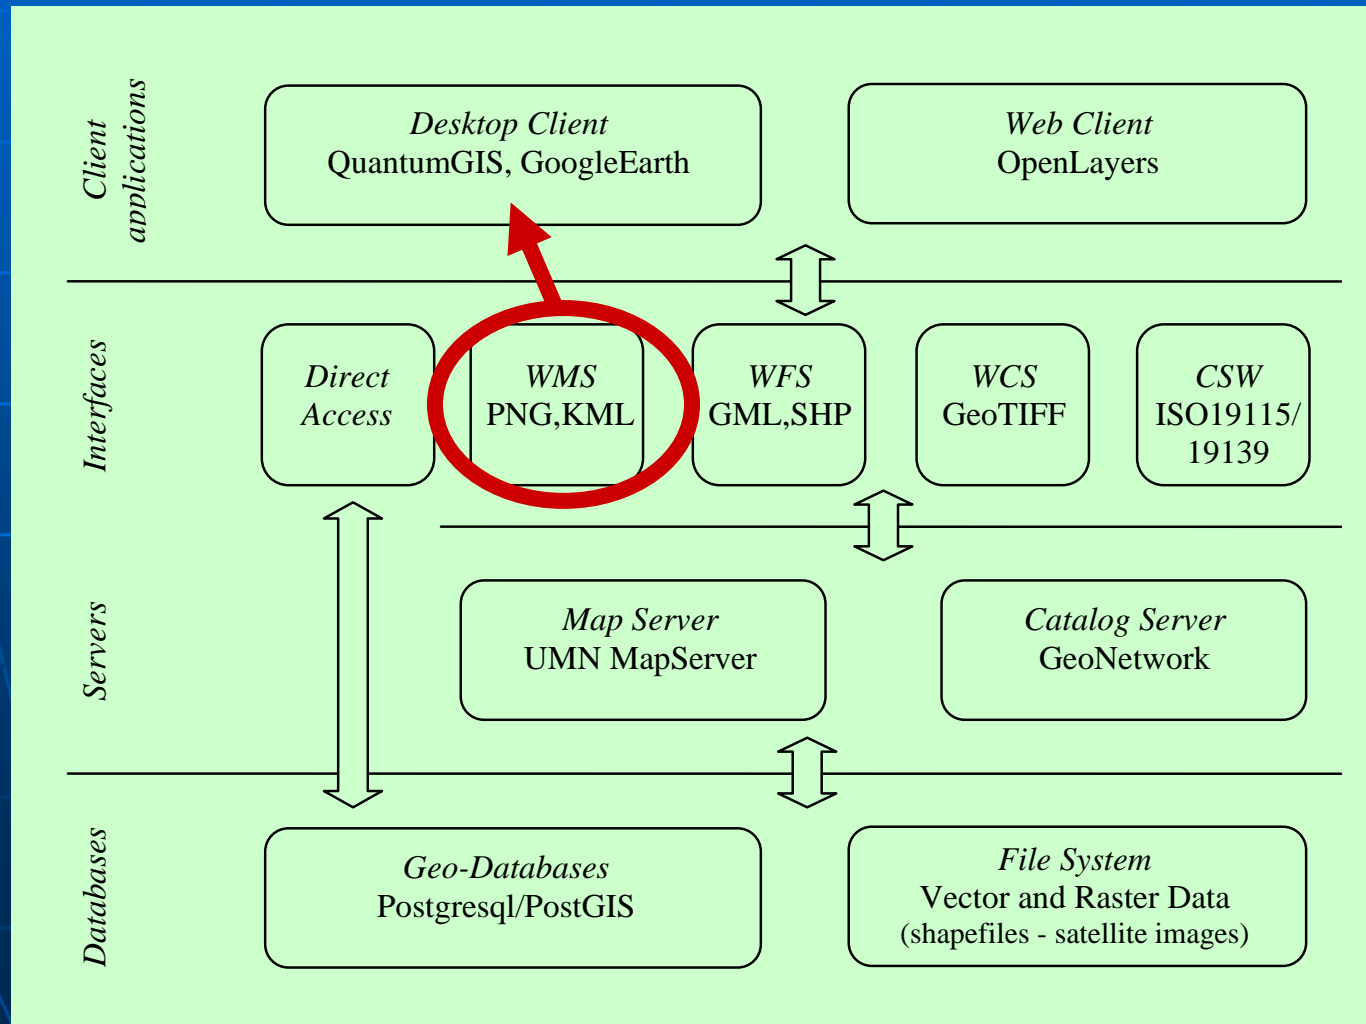 Client
applications
Desktop Client
QuantumGIS, GoogleEarth
Web Client
OpenLayers
Interfaces
Direct
Access
WMS
PNG,KML
WFS
GML,SHP
WCS
GeoTIFF
CSW
ISO19115/
19139
Servers
Map Server
UMN MapServer
Catalog Server
GeoNetwork
Databases
Geo-Databases
Postgresql/PostGIS
File System
Vector and Raster Data
(shapefiles - satellite images)